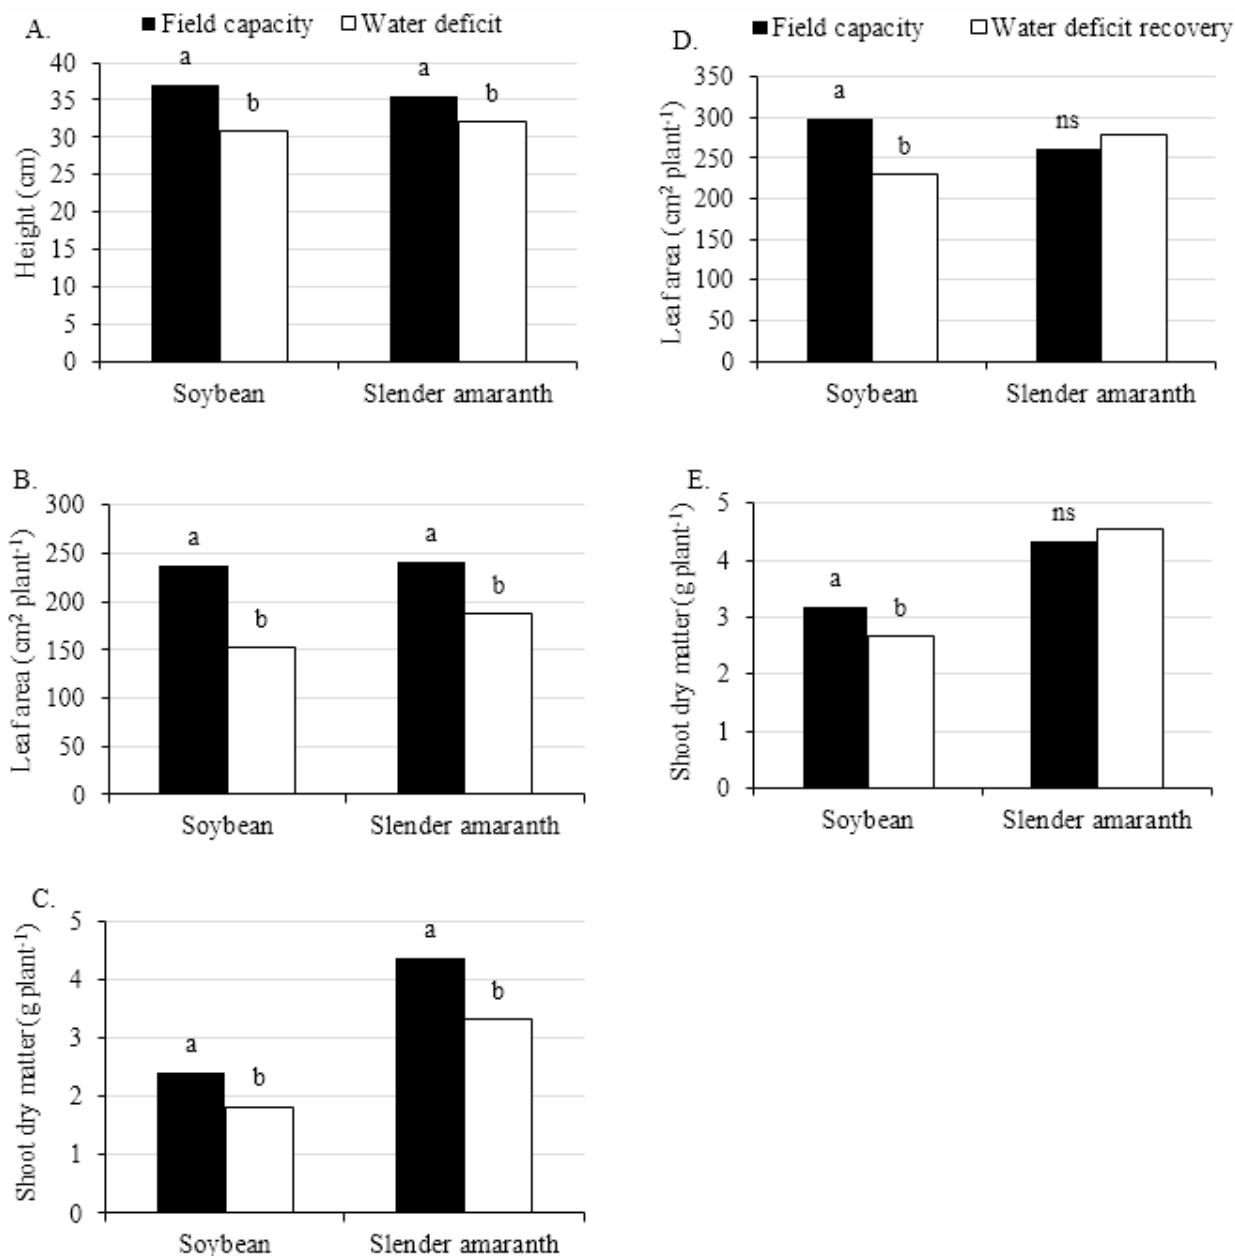 A.
■ Field capacity □ Water deficit
a
b
a
b
40
35
30
25
20
15
10
5
0
Height (cm)
Soybean
Slender amaranth
B.
a
b
a
b
300
250
200
150
100
50
0
Leaf area (cm² plant⁻¹)
Soybean
Slender amaranth
C.
a
b
a
b
5
4
3
2
1
0
Shoot dry matter (g plant⁻¹)
Soybean
Slender amaranth
D.
■ Field capacity □ Water deficit recovery
a
b
ns
350
300
250
200
150
100
50
0
Leaf area (cm² plant⁻¹)
Soybean
Slender amaranth
E.
a
b
ns
5
4
3
2
1
0
Shoot dry matter (g plant⁻¹)
Soybean
Slender amaranth